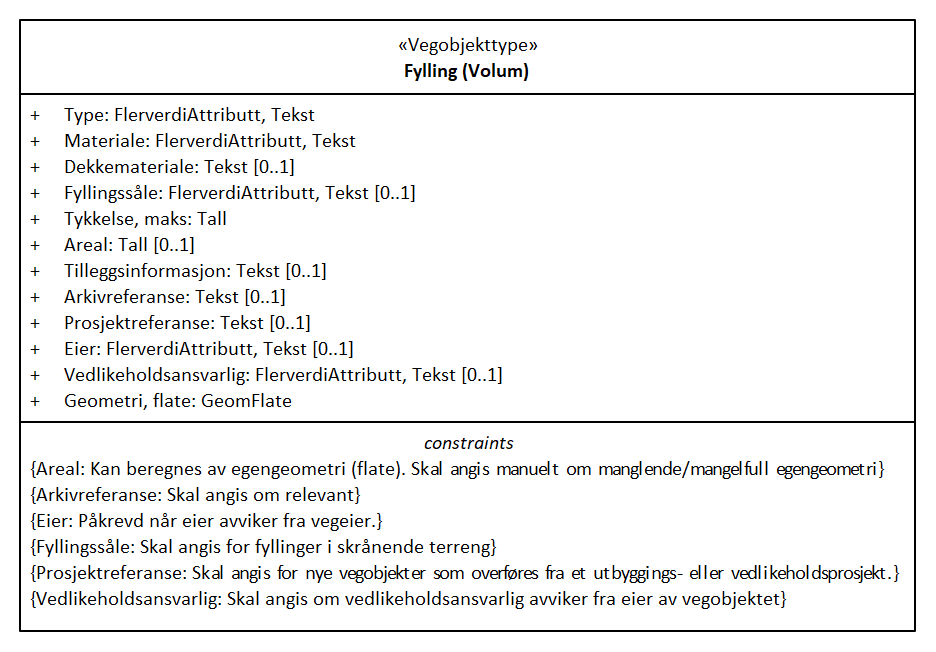 «Vegobjekttype»
Fylling (Volum)
+ Type: FlerverdiAttributt, Tekst
+ Materiale: FlerverdiAttributt, Tekst
+ Dekkemateriale: Tekst [0..1]
+ Fyllingssåle: FlerverdiAttributt, Tekst [0..1]
+ Tykkelse, maks: Tall
+ Areal: Tall [0..1]
+ Tilleggsinformasjon: Tekst [0..1]
+ Arkivreferanse: Tekst [0..1]
+ Prosjektreferanse: Tekst [0..1]
+ Eier: FlerverdiAttributt, Tekst [0..1]
+ Vedlikeholdsansvarlig: FlerverdiAttributt, Tekst [0..1]
+ Geometri, flate: GeomFlate
constraints
{Areal: Kan beregnes av egengeometri (flate). Skal angis manuelt om manglende/mangelfull egengeometri}
{Arkivreferanse: Skal angis om relevant}
{Eier: Påkrevd når eier avviker fra vegeier.}
{Fyllingssåle: Skal angis for fyllinger i skrånende terreng}
{Prosjektreferanse: Skal angis for nye vegobjekter som overføres fra et utbyggings- eller vedlikeholdsprosjekt.}
{Vedlikeholdsansvarlig: Skal angis om vedlikeholdsansvarlig avviker fra eier av vegobjektet}